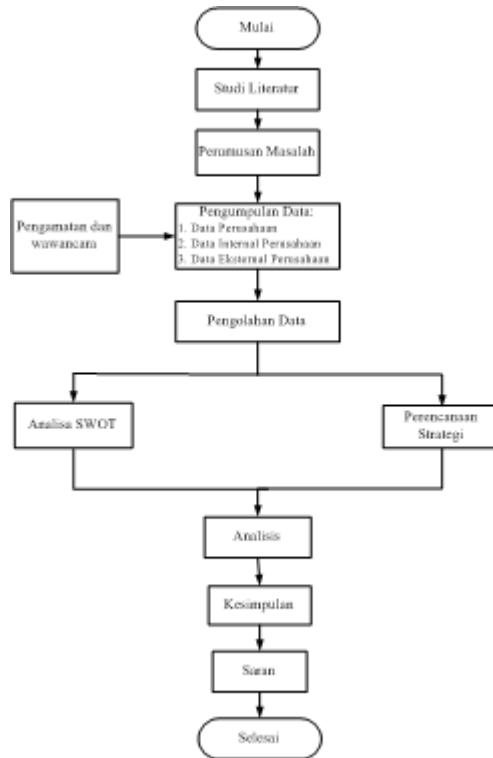 Mulai
Studi Literatur
Perumusan Masalah
Pengamatan dan
wawancara
Pengumpulan Data:
1. Data Perusahaan
2. Data Internal Perusahaan
3. Data Eksternal Perusahaan
Pengolahan Data
Analisa SWOT
Perencanaan
Strategi
Analisis
Kesimpulan
Saran
Selesai